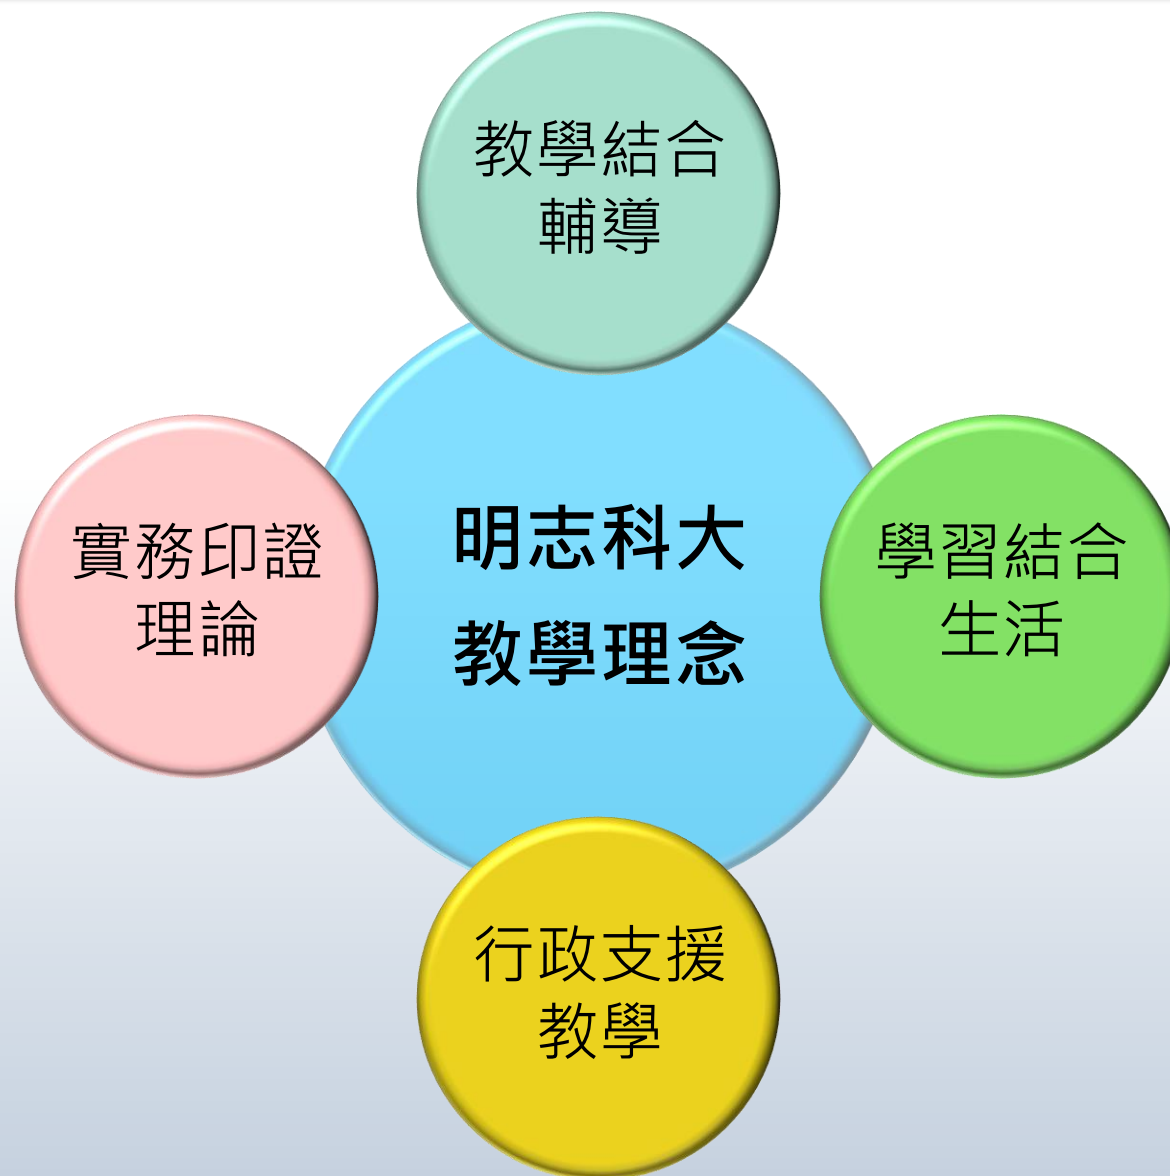 教學結合
輔導
實務印證
理論
明志科大
教學理念
學習結合
生活
行政支援
教學